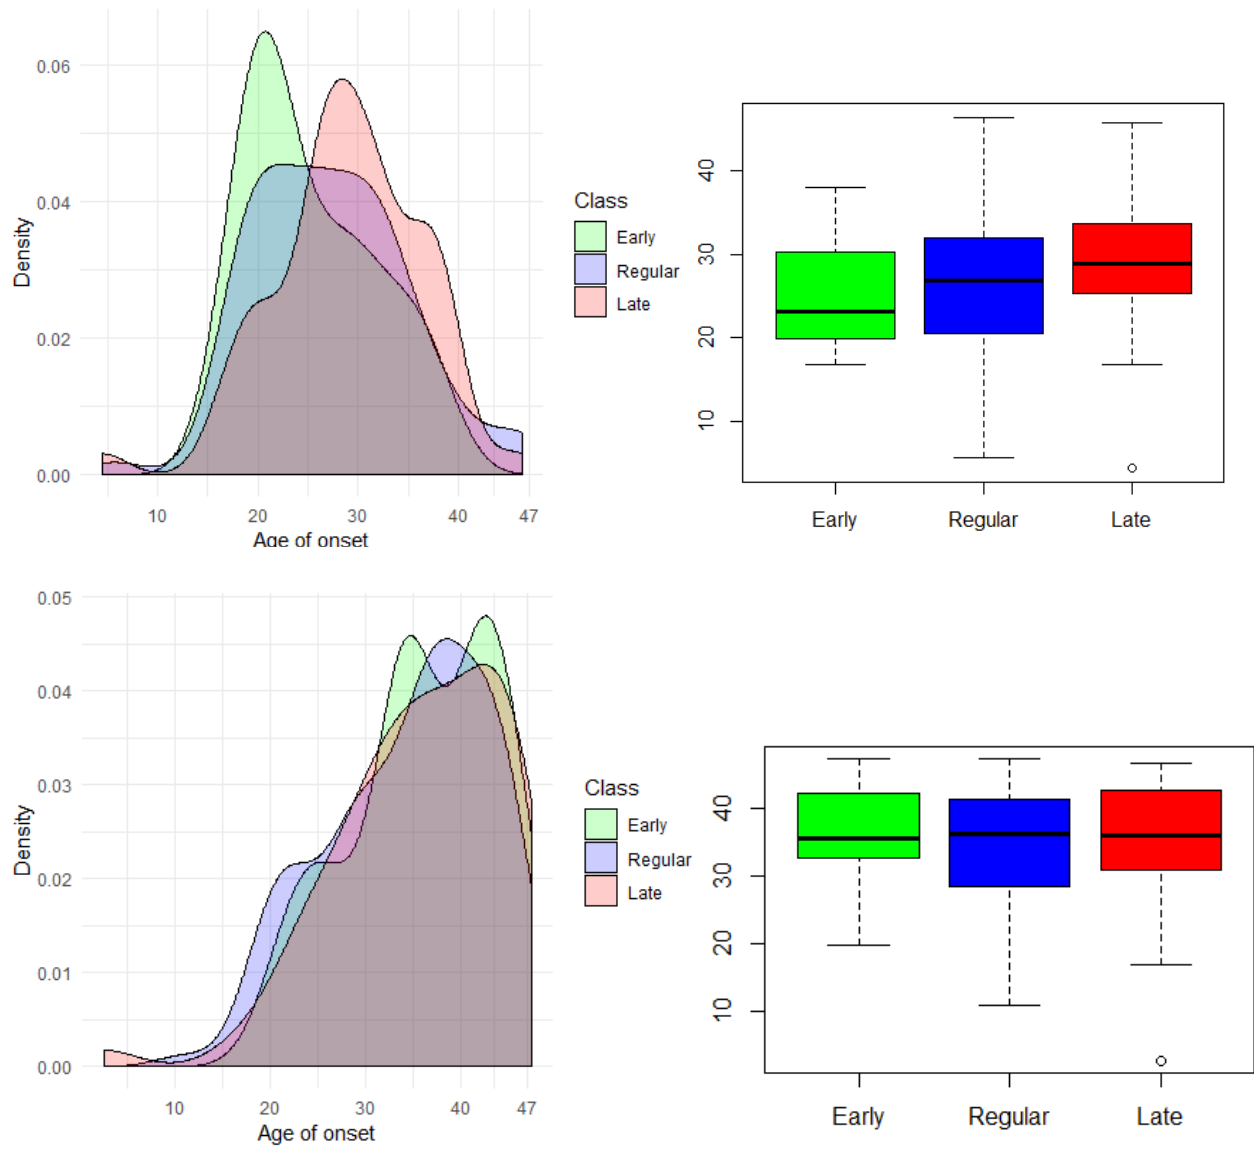 0.06
0.04
0.02
0.00
Density
10 20 30 40 47
Age of onset
Class
Early
Regular
Late
40
30
20
10
Early Regular Late
0.05
0.04
0.03
0.02
0.01
0.00
Density
10 20 30 40 47
Age of onset
Class
Early
Regular
Late
40
30
20
10
Early Regular Late